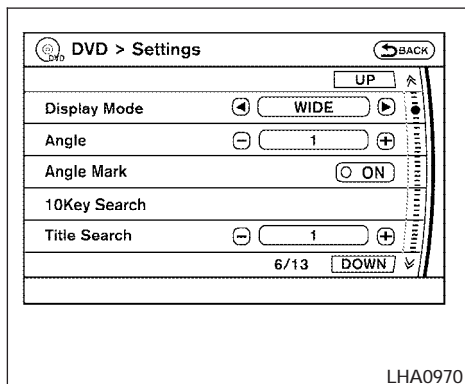 DVD DVD > Settings BACK
UP
Display Mode WIDE
Angle 1
Angle Mark ON
10Key Search
Title Search 1
6/13 DOWN
LHA0970